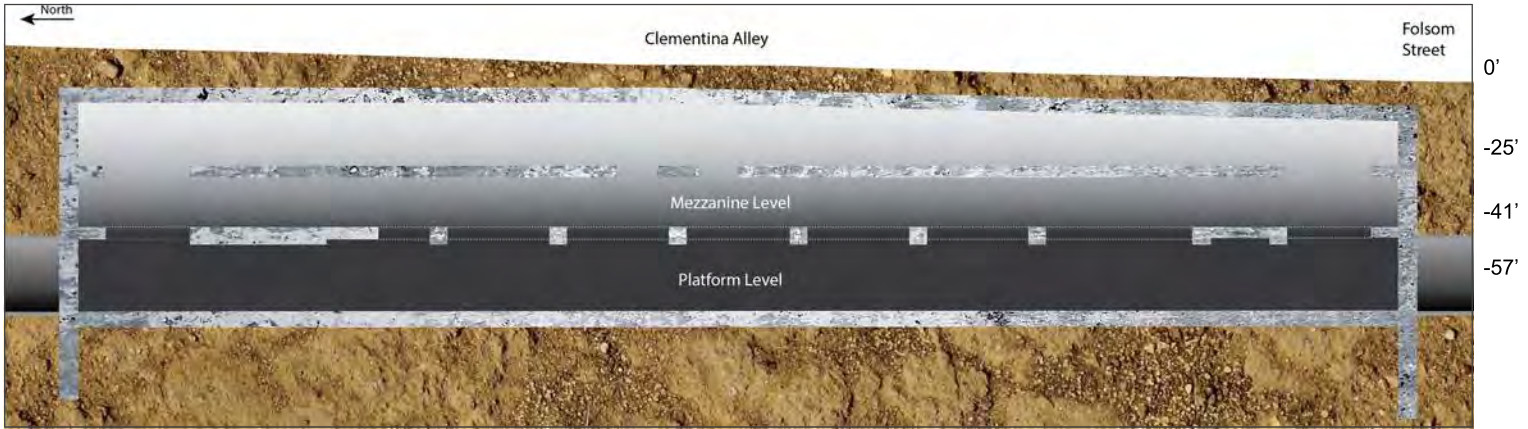 North
Clementina Alley
Folsom
Street
0’
-25’
Mezzanine Level
-41’
-57’
Platform Level